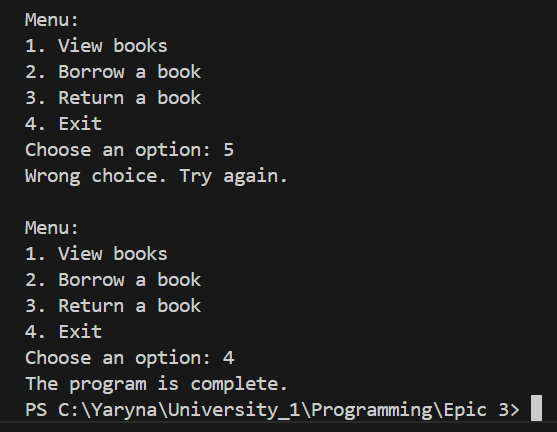 Menu:
1. View books
2. Borrow a book
3. Return a book
4. Exit
Choose an option: 5
Wrong choice. Try again.

Menu:
1. View books
2. Borrow a book
3. Return a book
4. Exit
Choose an option: 4
The program is complete.
PS C:\Yaryna\University_1\Programming\Epic 3>